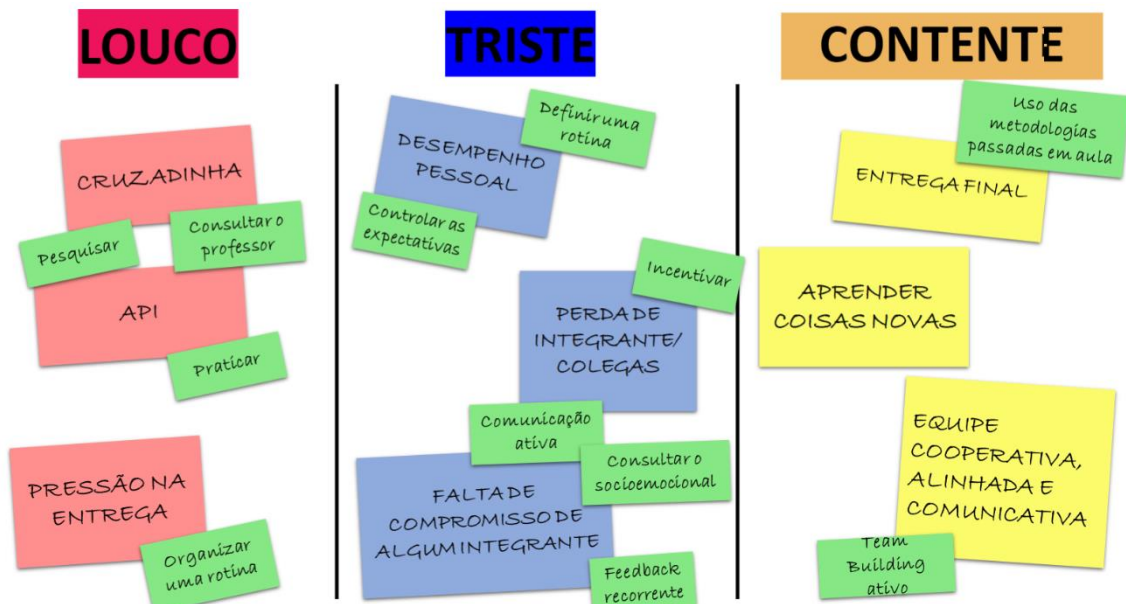 LOUCO
CRUZADINHA
Pesquisar
Consultar o
professor
API
Praticar
PRESSÃO NA
ENTREGA
Organizar
uma rotina
TRISTE
Definir uma
rotina
DESEMPENHO
PESSOAL
Controlar as
expectativas
Incentivar
PERDA DE
INTEGRANTE/
COLEGAS
Comunicação
ativa
Consultar o
socioemocional
FALTA DE
COMPROMISSO DE
ALGUM INTEGRANTE
Feedback
recorrente
CONTENTE
Uso das
metodologias
passadas em aula
ENTREGA FINAL
APRENDER
COISAS NOVAS
EQUIPE
COOPERATIVA,
ALINHADA E
COMUNICATIVA
Team
Building
ativo